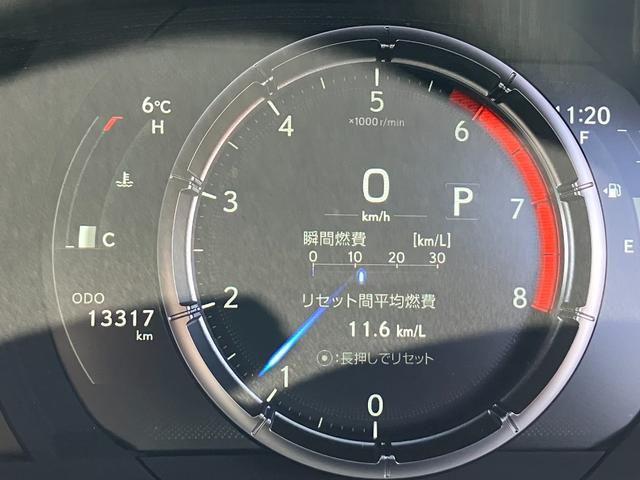 6°C
H
C
ODO
13317
km
5
×1000 r/min
4
6
3
7
2
8
1
0
0
km/h
P
瞬間燃費 [km/L]
0 10 20 30
リセット間平均燃費
11.6 km/L
:長押しでリセット
11:20
F
E